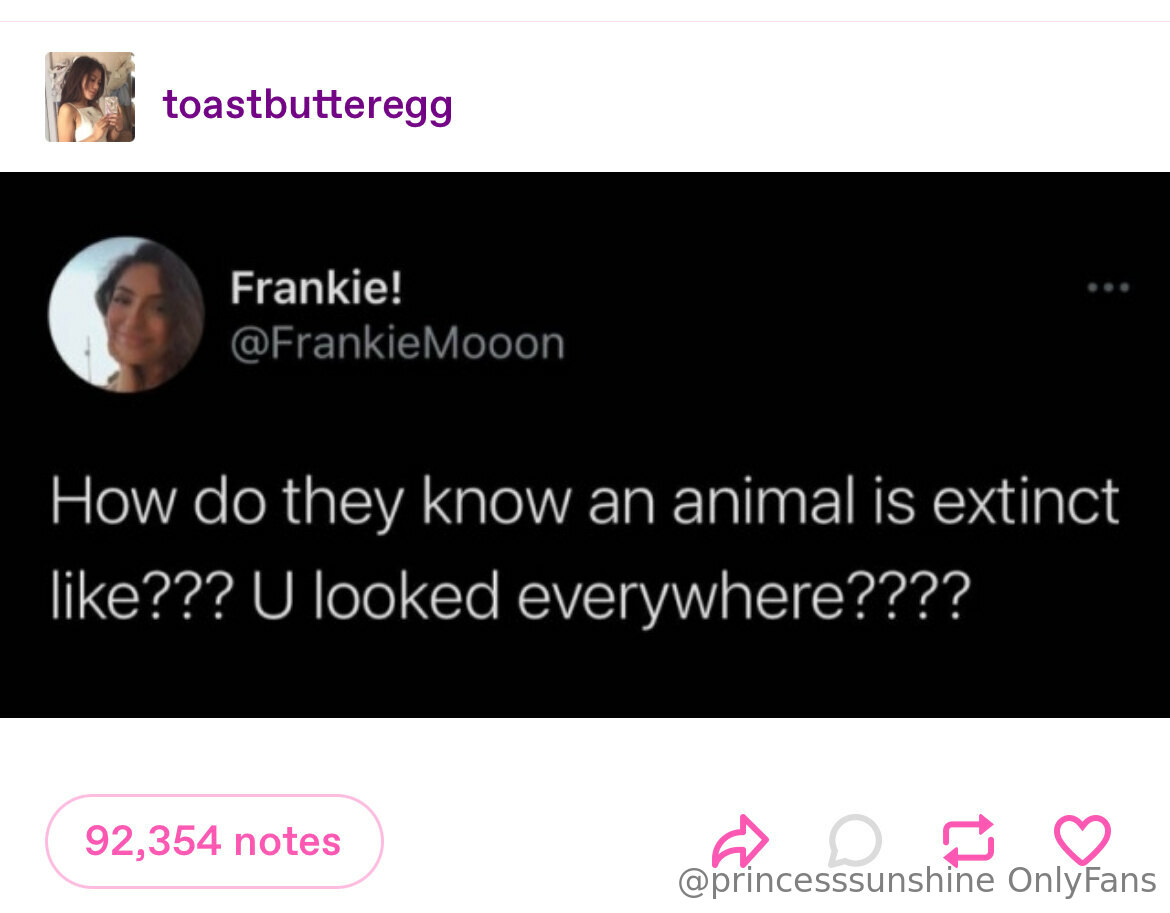 toastbutteregg
Frankie!
@FrankieMooon
How do they know an animal is extinct
like??? U looked everywhere????
92,354 notes
@princesssunshine OnlyFans